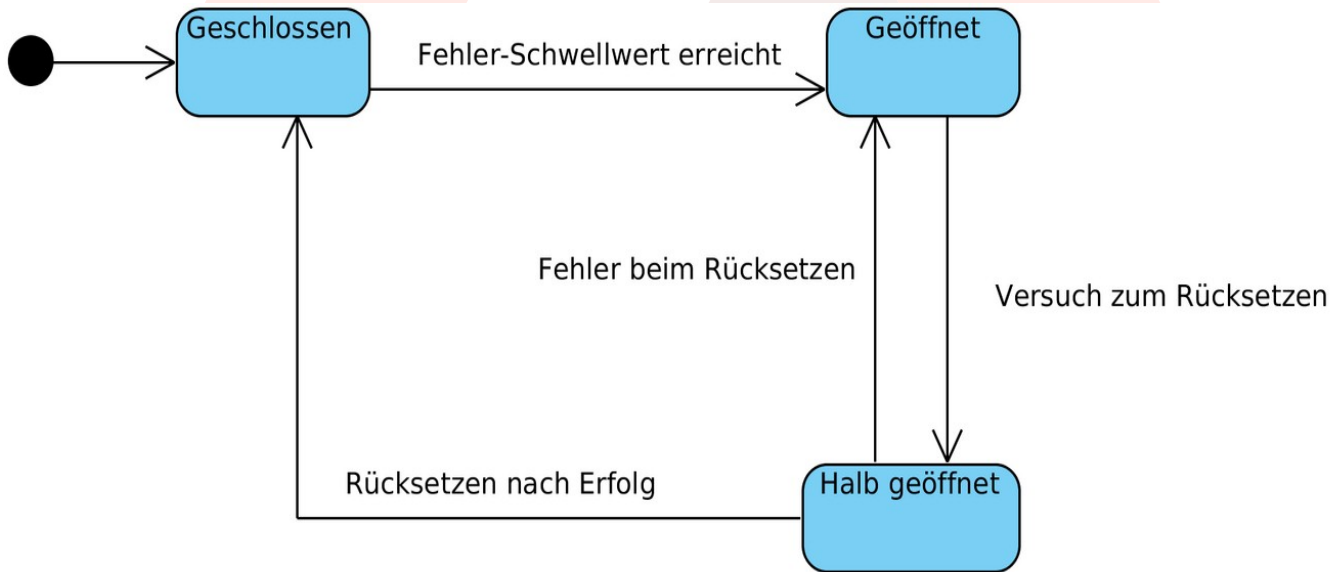 Geschlossen
Fehler-Schwellwert erreicht
Geöffnet
Fehler beim Rücksetzen
Versuch zum Rücksetzen
Rücksetzen nach Erfolg
Halb geöffnet